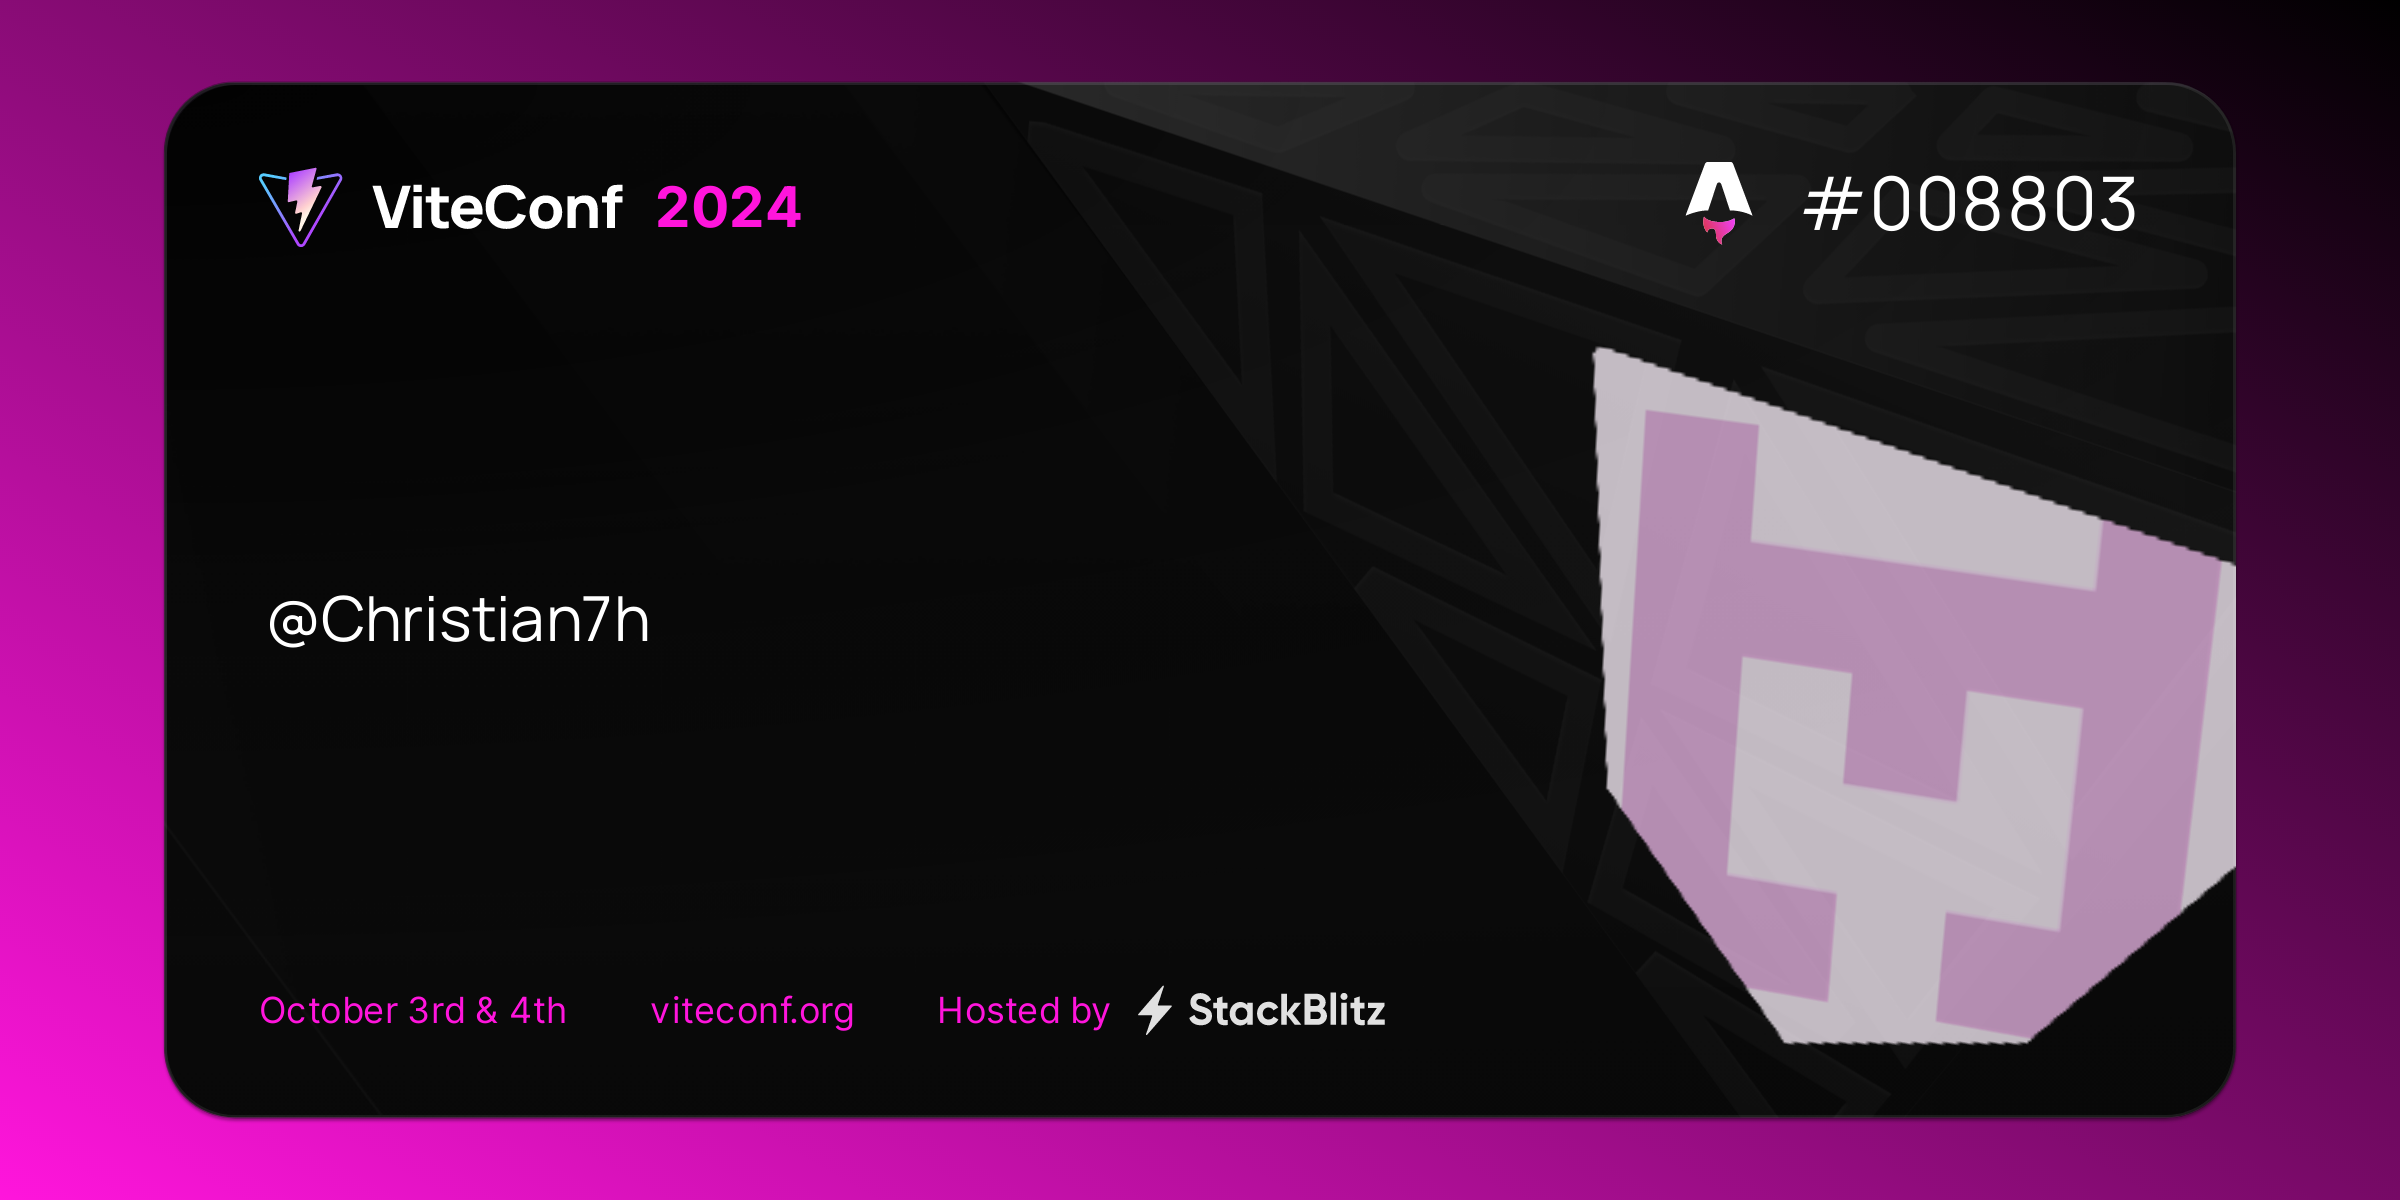 ViteConf 2024
#008803
@Christian7h
October 3rd & 4th
viteconf.org
Hosted by StackBlitz